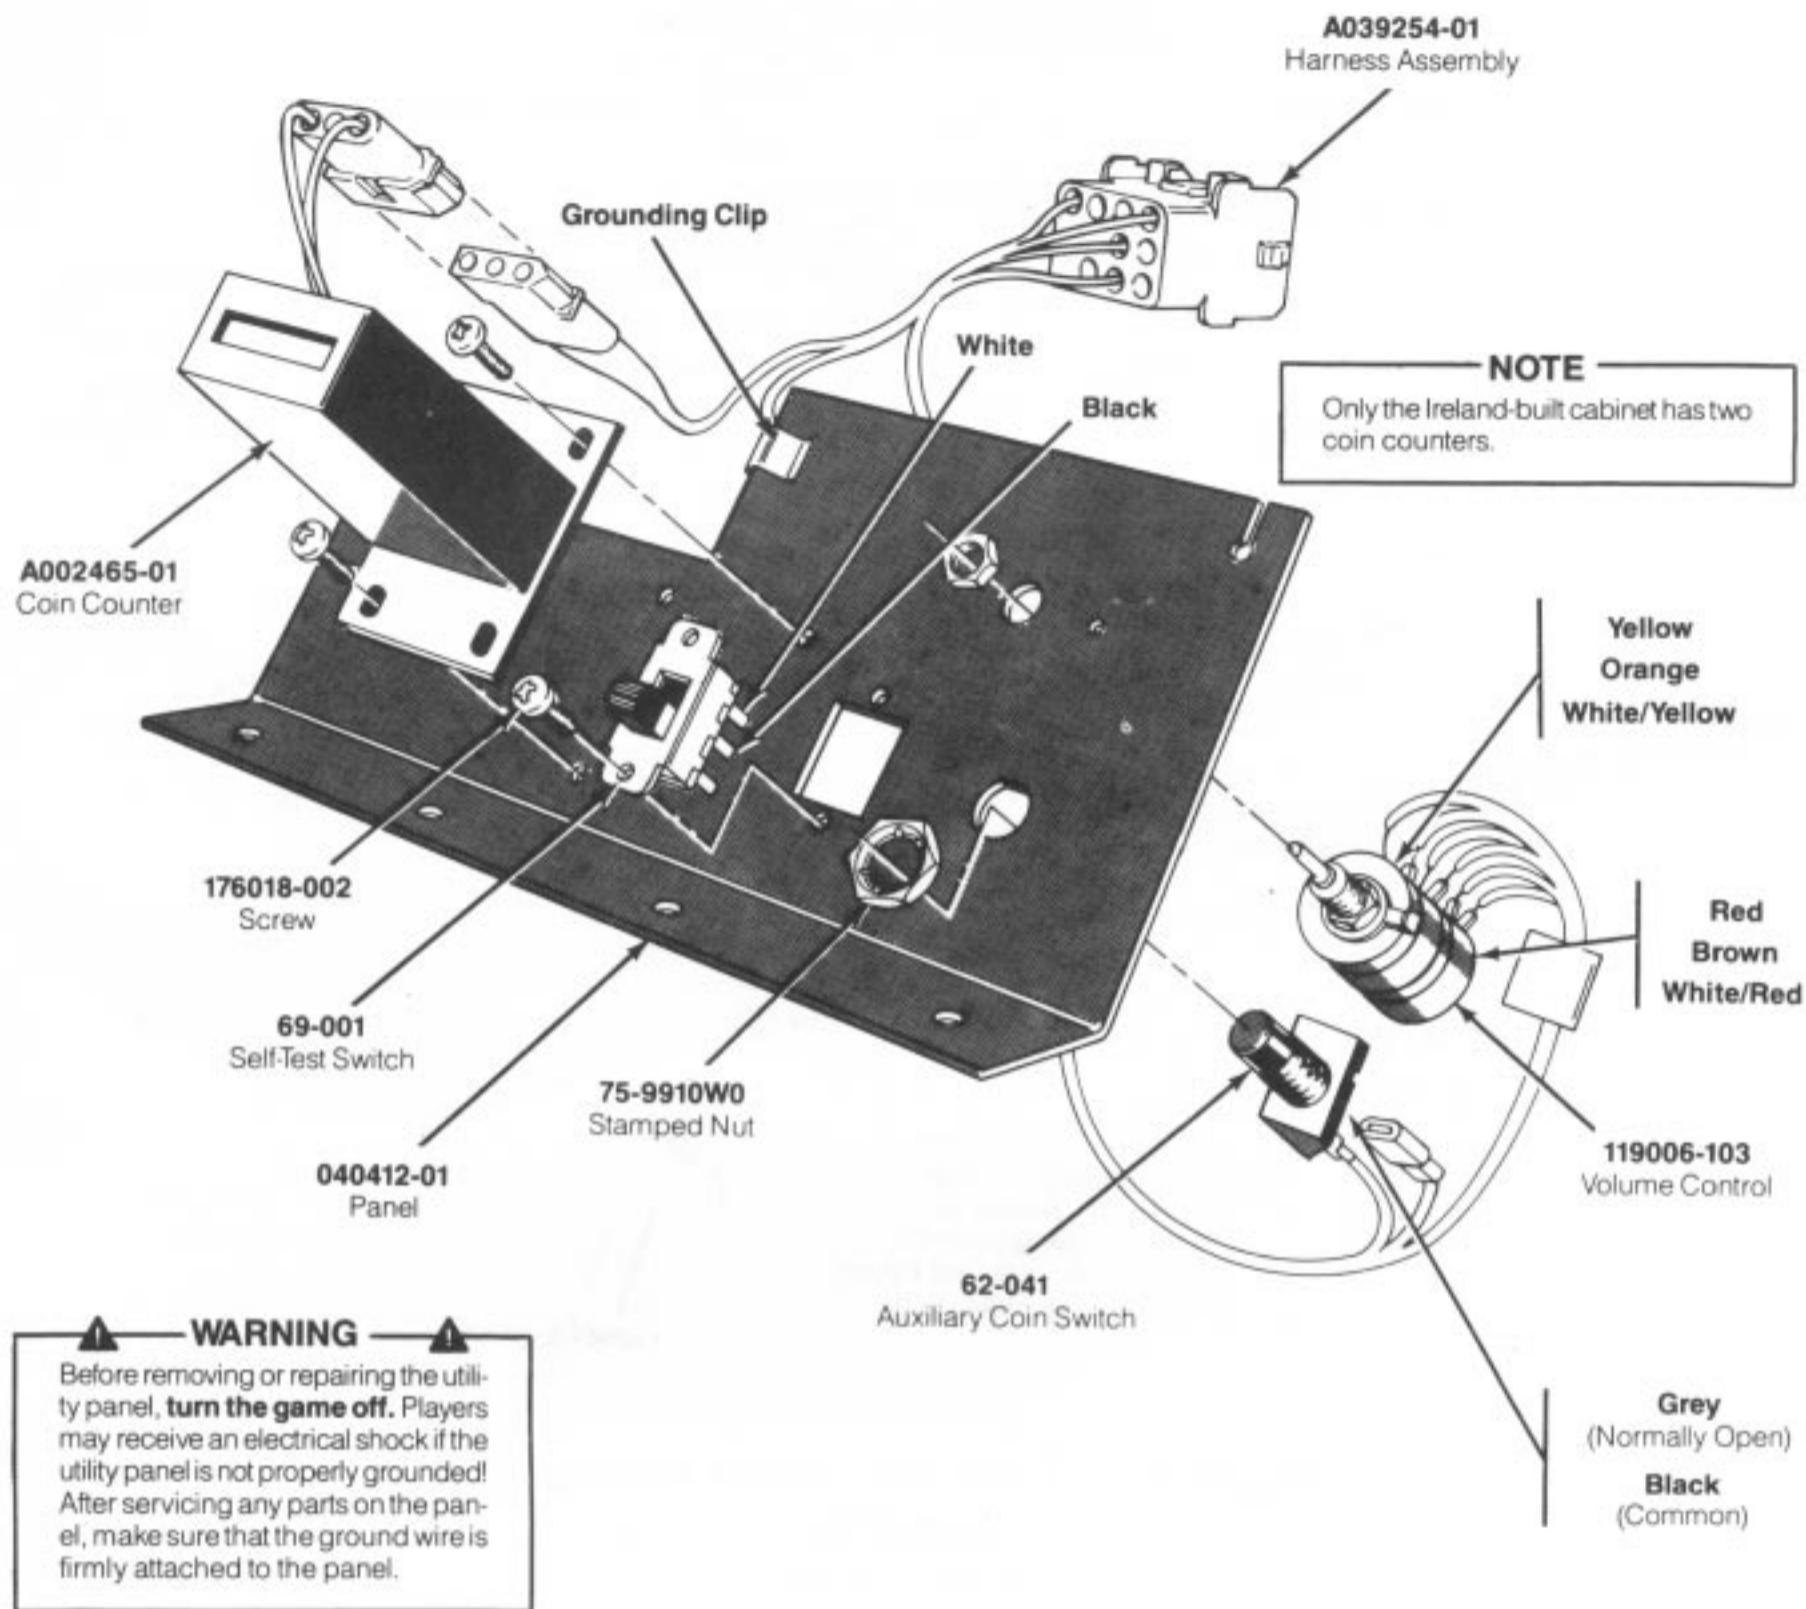 A039254-01
Harness Assembly
Grounding Clip
White
Black
NOTE
Only the Ireland-built cabinet has two
coin counters.
A002465-01
Coin Counter
Yellow
Orange
White/Yellow
Red
Brown
White/Red
176018-002
Screw
69-001
Self-Test Switch
75-9910W0
Stamped Nut
040412-01
Panel
119006-103
Volume Control
62-041
Auxiliary Coin Switch
Grey
(Normally Open)
Black
(Common)
WARNING
Before removing or repairing the utili-
ty panel, turn the game off. Players
may receive an electrical shock if the
utility panel is not properly grounded!
After servicing any parts on the pan-
el, make sure that the ground wire is
firmly attached to the panel.